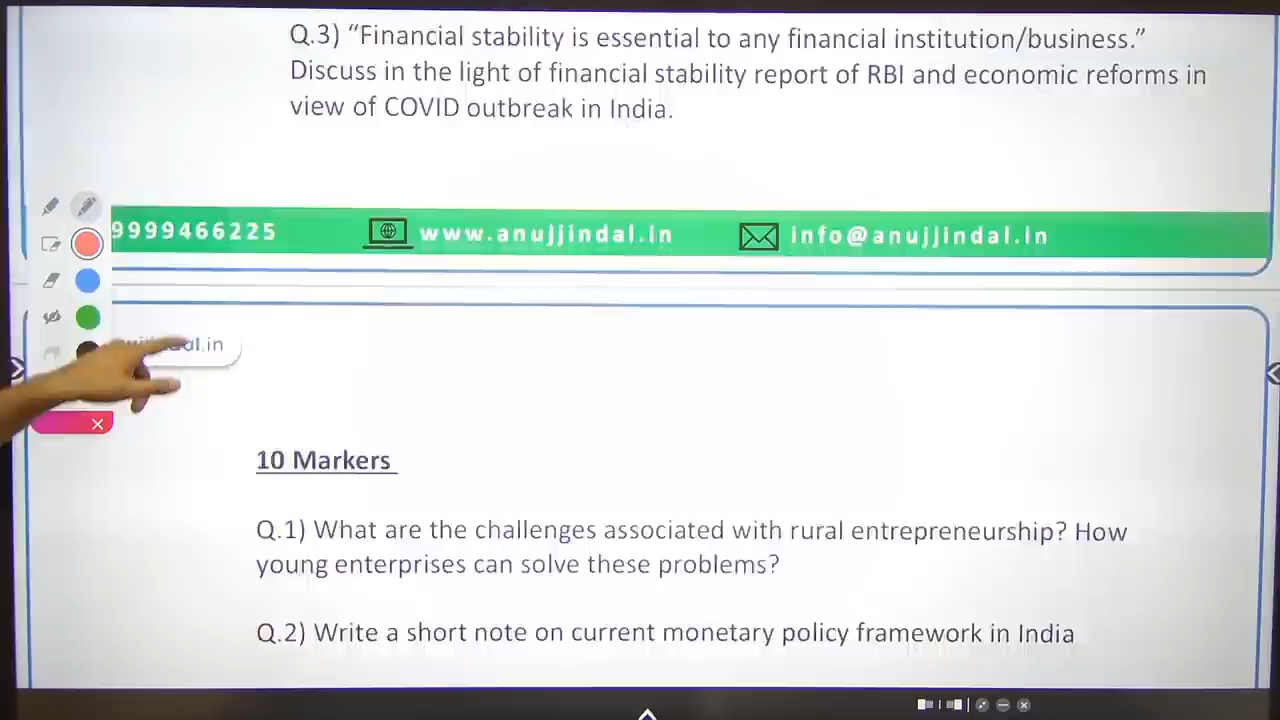 Q.3) “Financial stability is essential to any financial institution/business.”
Discuss in the light of financial stability report of RBI and economic reforms in
view of COVID outbreak in India.
9999466225 www.anujjindal.in info@anujjindal.in
10 Markers
Q.1) What are the challenges associated with rural entrepreneurship? How
young enterprises can solve these problems?
Q.2) Write a short note on current monetary policy framework in India